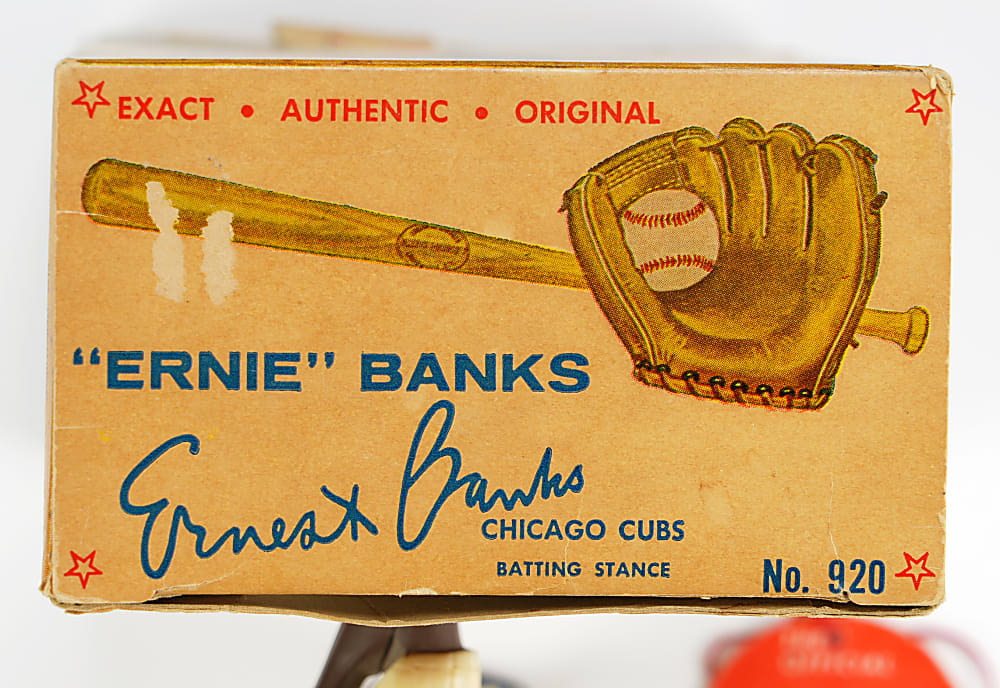 EXACT • AUTHENTIC • ORIGINAL
“ERNIE” BANKS
Ernest Banks
CHICAGO CUBS
BATTING STANCE
No. 920